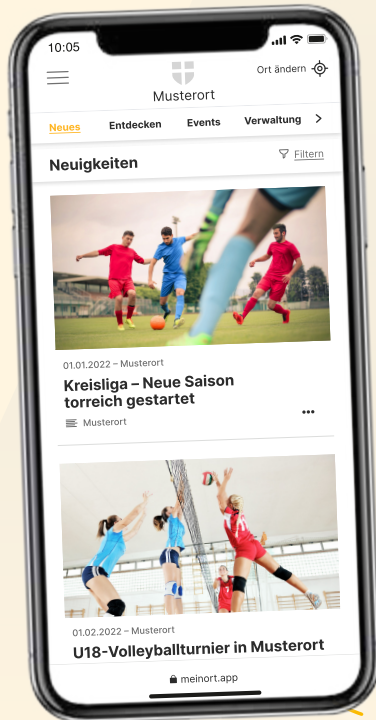 10:05
Ort ändern
Musterort
Neues Entdecken Events Verwaltung
Neuigkeiten
Filtern
01.01.2022 – Musterort
Kreisliga – Neue Saison
torreich gestartet
Musterort
01.02.2022 – Musterort
U18-Volleyballturnier in Musterort
meinort.app